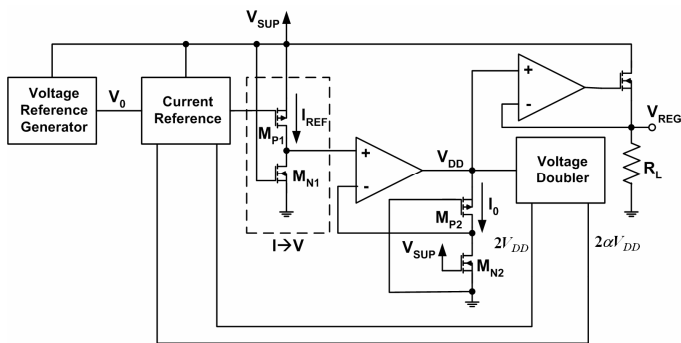 V_SUP
Voltage
Reference
Generator
V_0
Current
Reference
M_P1
I_REF
M_N1
I→V
+
-
V_DD
I_0
M_P2
V_SUP
M_N2
+
-
Voltage
Doubler
V_REG
R_L
2V_DD
2αV_DD